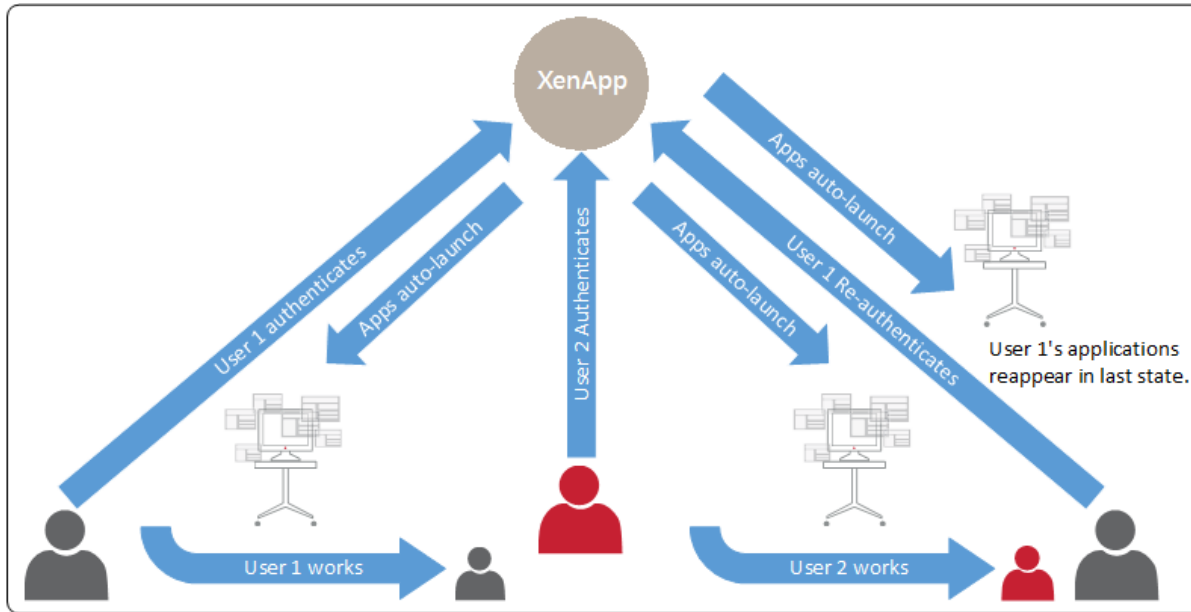 XenApp
User 1 authenticates
Apps auto-launch
User 2 Authenticates
Apps auto-launch
User 1 Re-authenticates
Apps auto-launch
User 1's applications
reappear in last state.
User 1 works
User 2 works